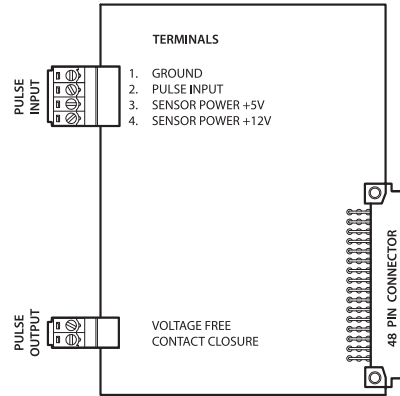 TERMINALS
PULSE
INPUT
1. GROUND
2. PULSE INPUT
3. SENSOR POWER +5V
4. SENSOR POWER +12V
48 PIN CONNECTOR
PULSE
OUTPUT
VOLTAGE FREE
CONTACT CLOSURE